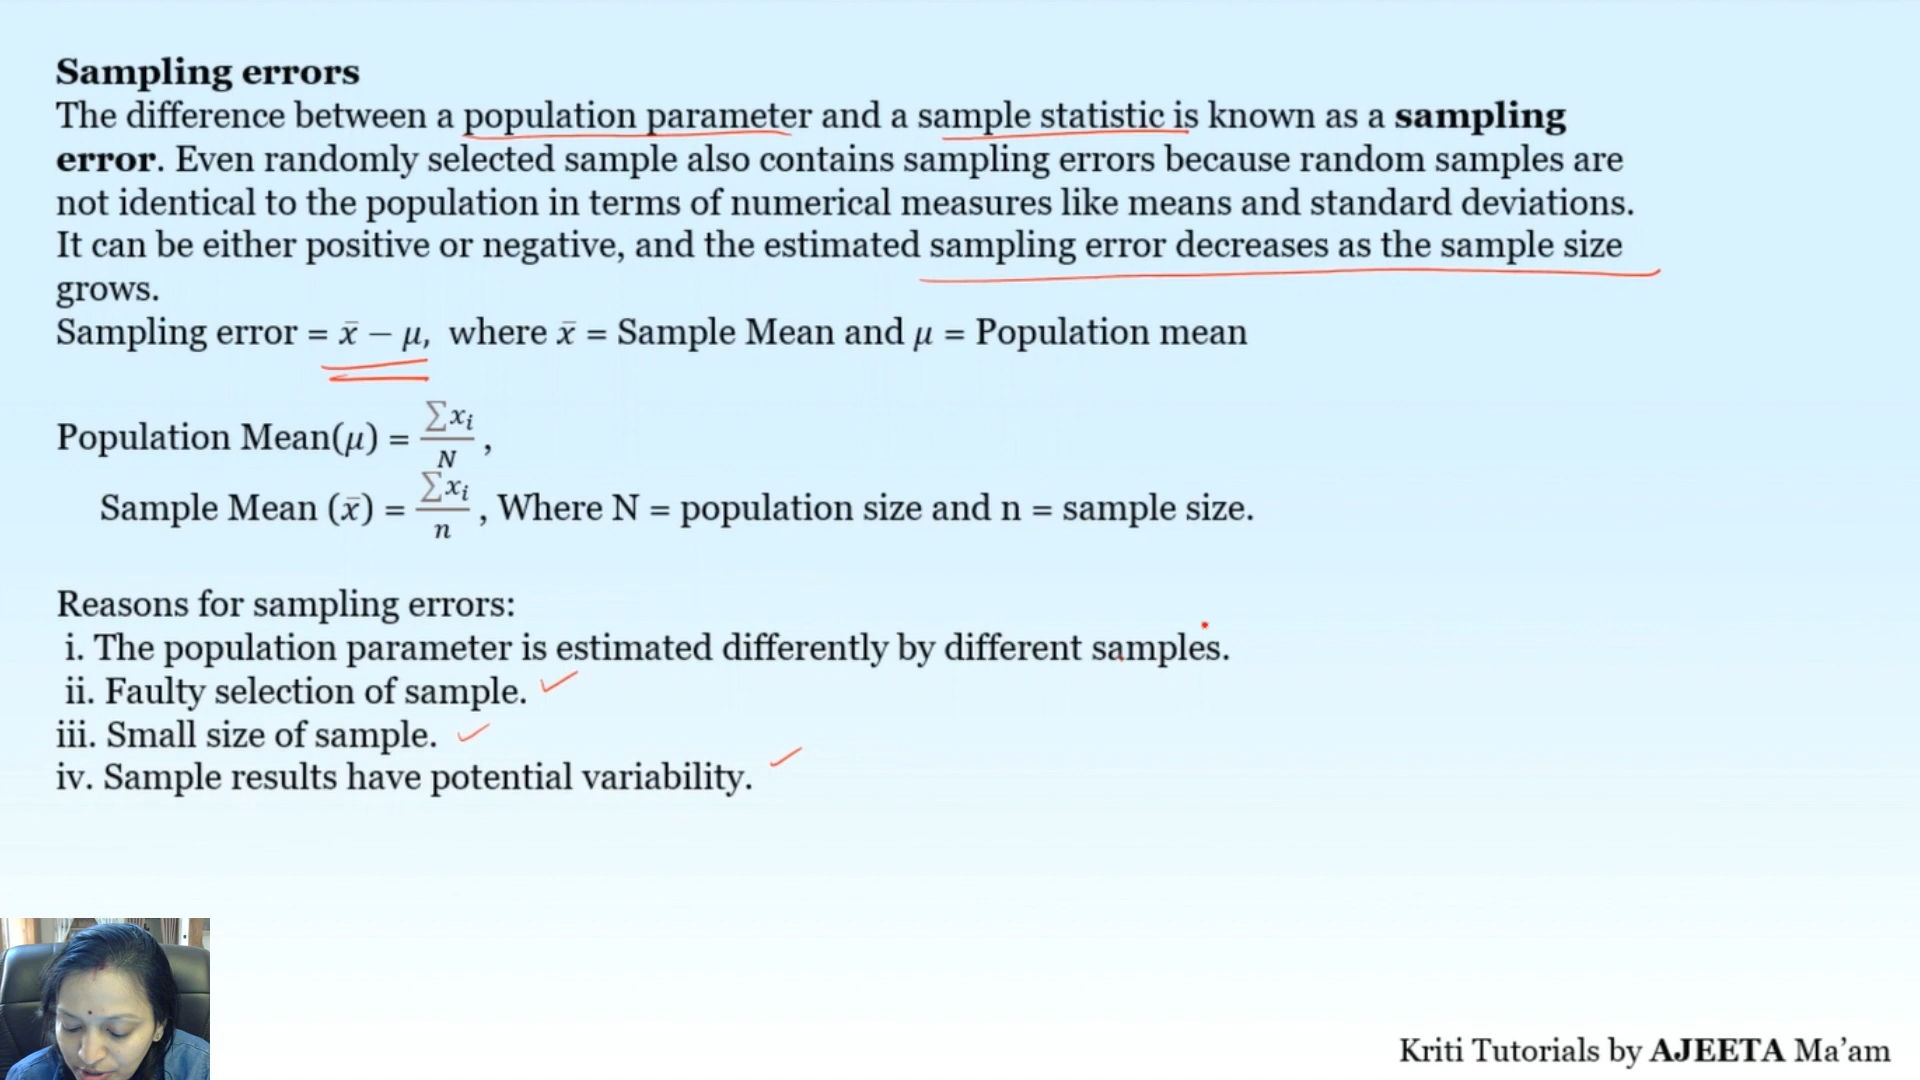 Sampling errors
The difference between a population parameter and a sample statistic is known as a sampling
error. Even randomly selected sample also contains sampling errors because random samples are
not identical to the population in terms of numerical measures like means and standard deviations.
It can be either positive or negative, and the estimated sampling error decreases as the sample size
grows.
Sampling error = x̄ − μ, where x̄ = Sample Mean and μ = Population mean
Population Mean(μ) = ∑xᵢ / N ,
Sample Mean (x̄) = ∑xᵢ / n , Where N = population size and n = sample size.
Reasons for sampling errors:
i. The population parameter is estimated differently by different samples.
ii. Faulty selection of sample.
iii. Small size of sample.
iv. Sample results have potential variability.
Kriti Tutorials by AJEETA Ma’am